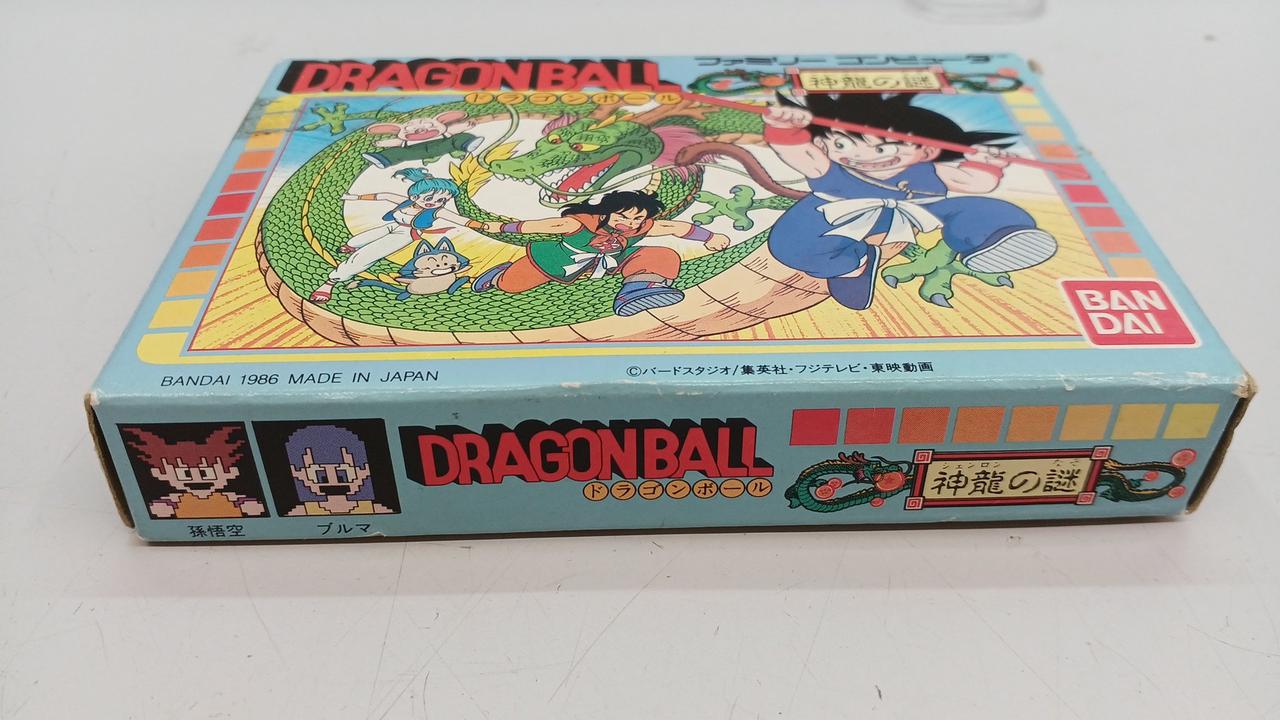 DRAGON BALL
ドラゴンボール
ファミリーコンピュータ
神龍の謎
BAN
DAI
BANDAI 1986 MADE IN JAPAN
©バードスタジオ/集英社・フジテレビ・東映動画
孫悟空
ブルマ
DRAGON BALL
ドラゴンボール
シェンロン なぞ
神龍の謎